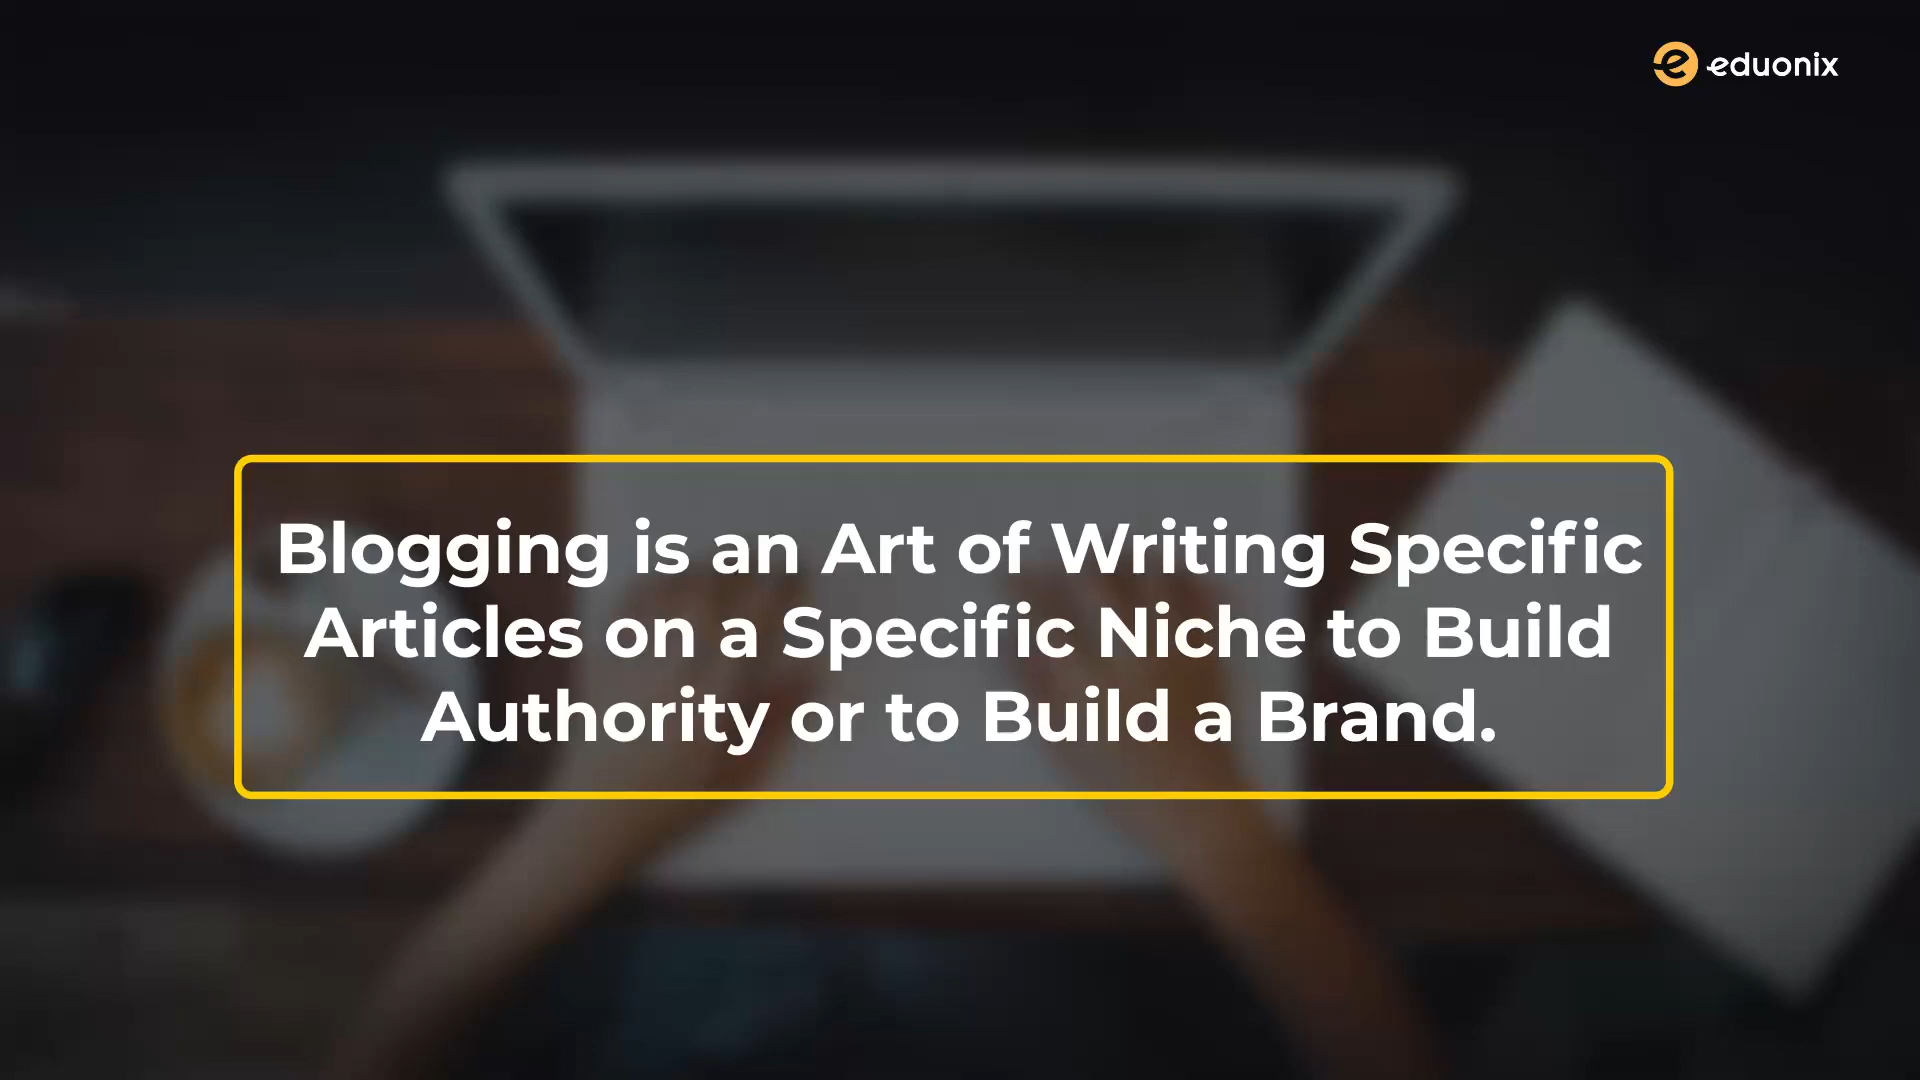 eduonix
Blogging is an Art of Writing Specific
Articles on a Specific Niche to Build
Authority or to Build a Brand.